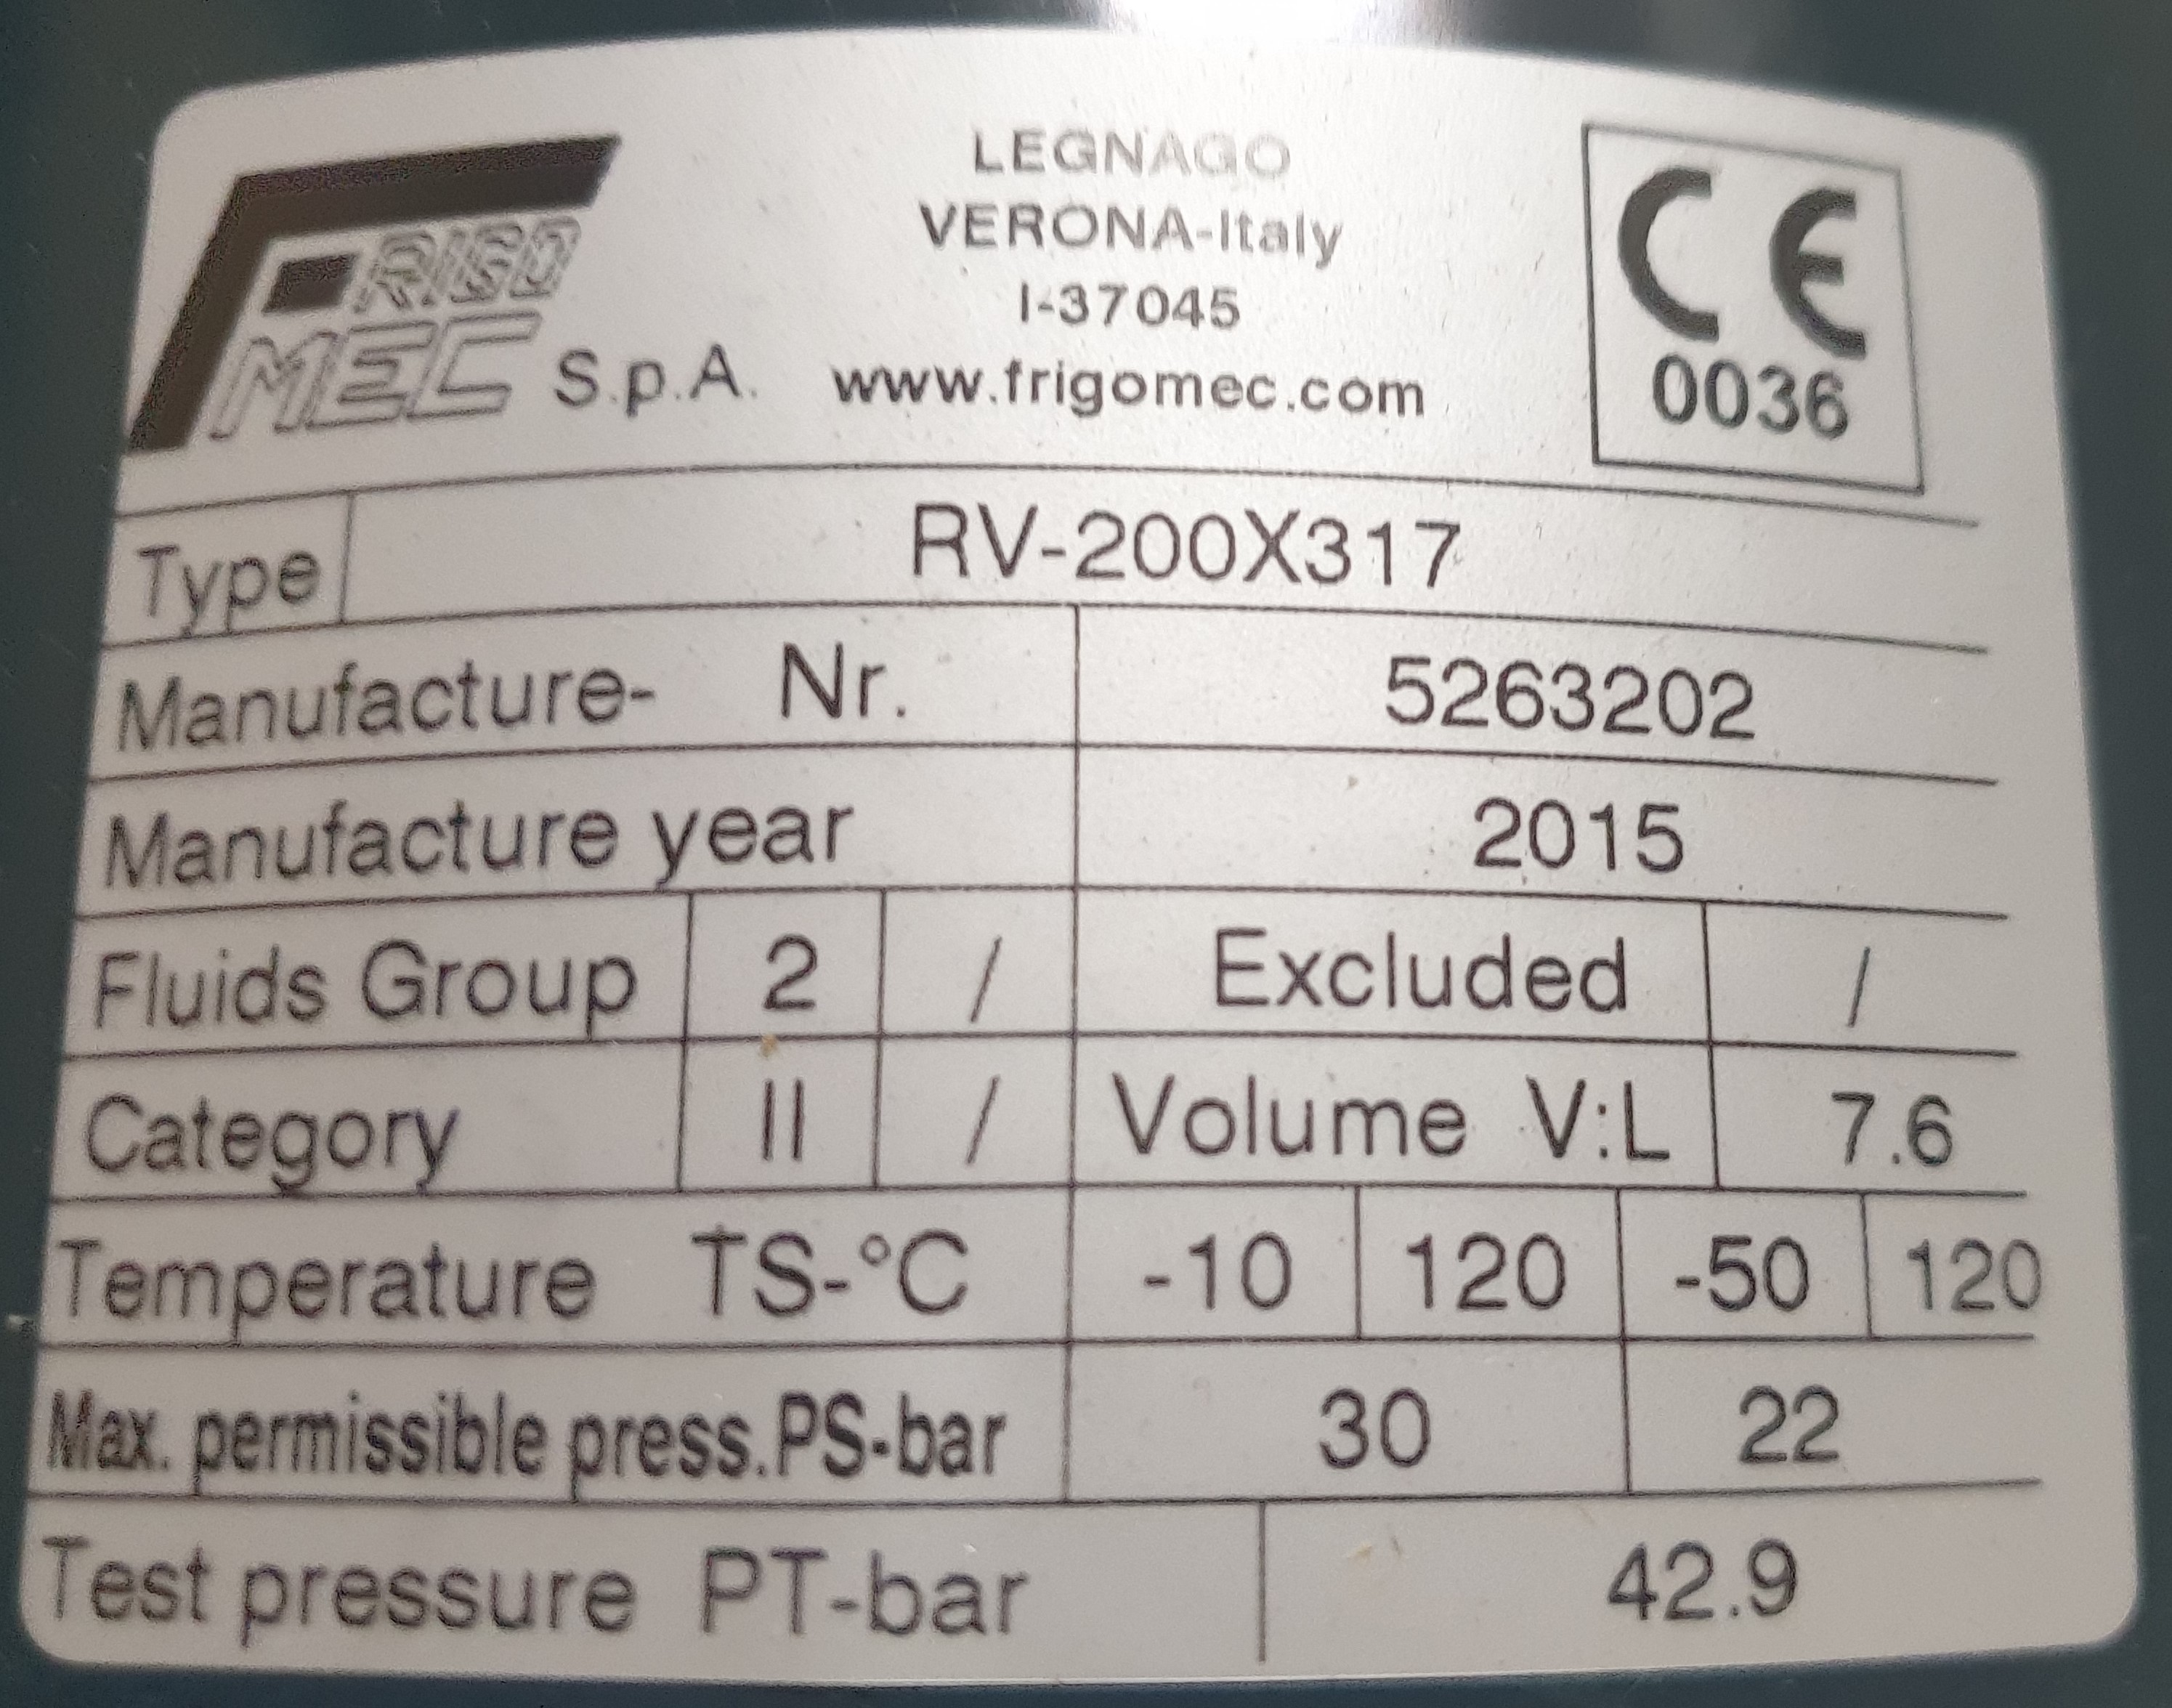 FRIGO
MEC S.p.A.
LEGNAGO
VERONA-Italy
I-37045
www.frigomec.com
CE
0036
Type RV-200X317
Manufacture- Nr. 5263202
Manufacture year 2015
Fluids Group 2 / Excluded /
Category II / Volume V:L 7.6
Temperature TS-°C -10 120 -50 120
Max. permissible press.PS-bar 30 22
Test pressure PT-bar 42.9